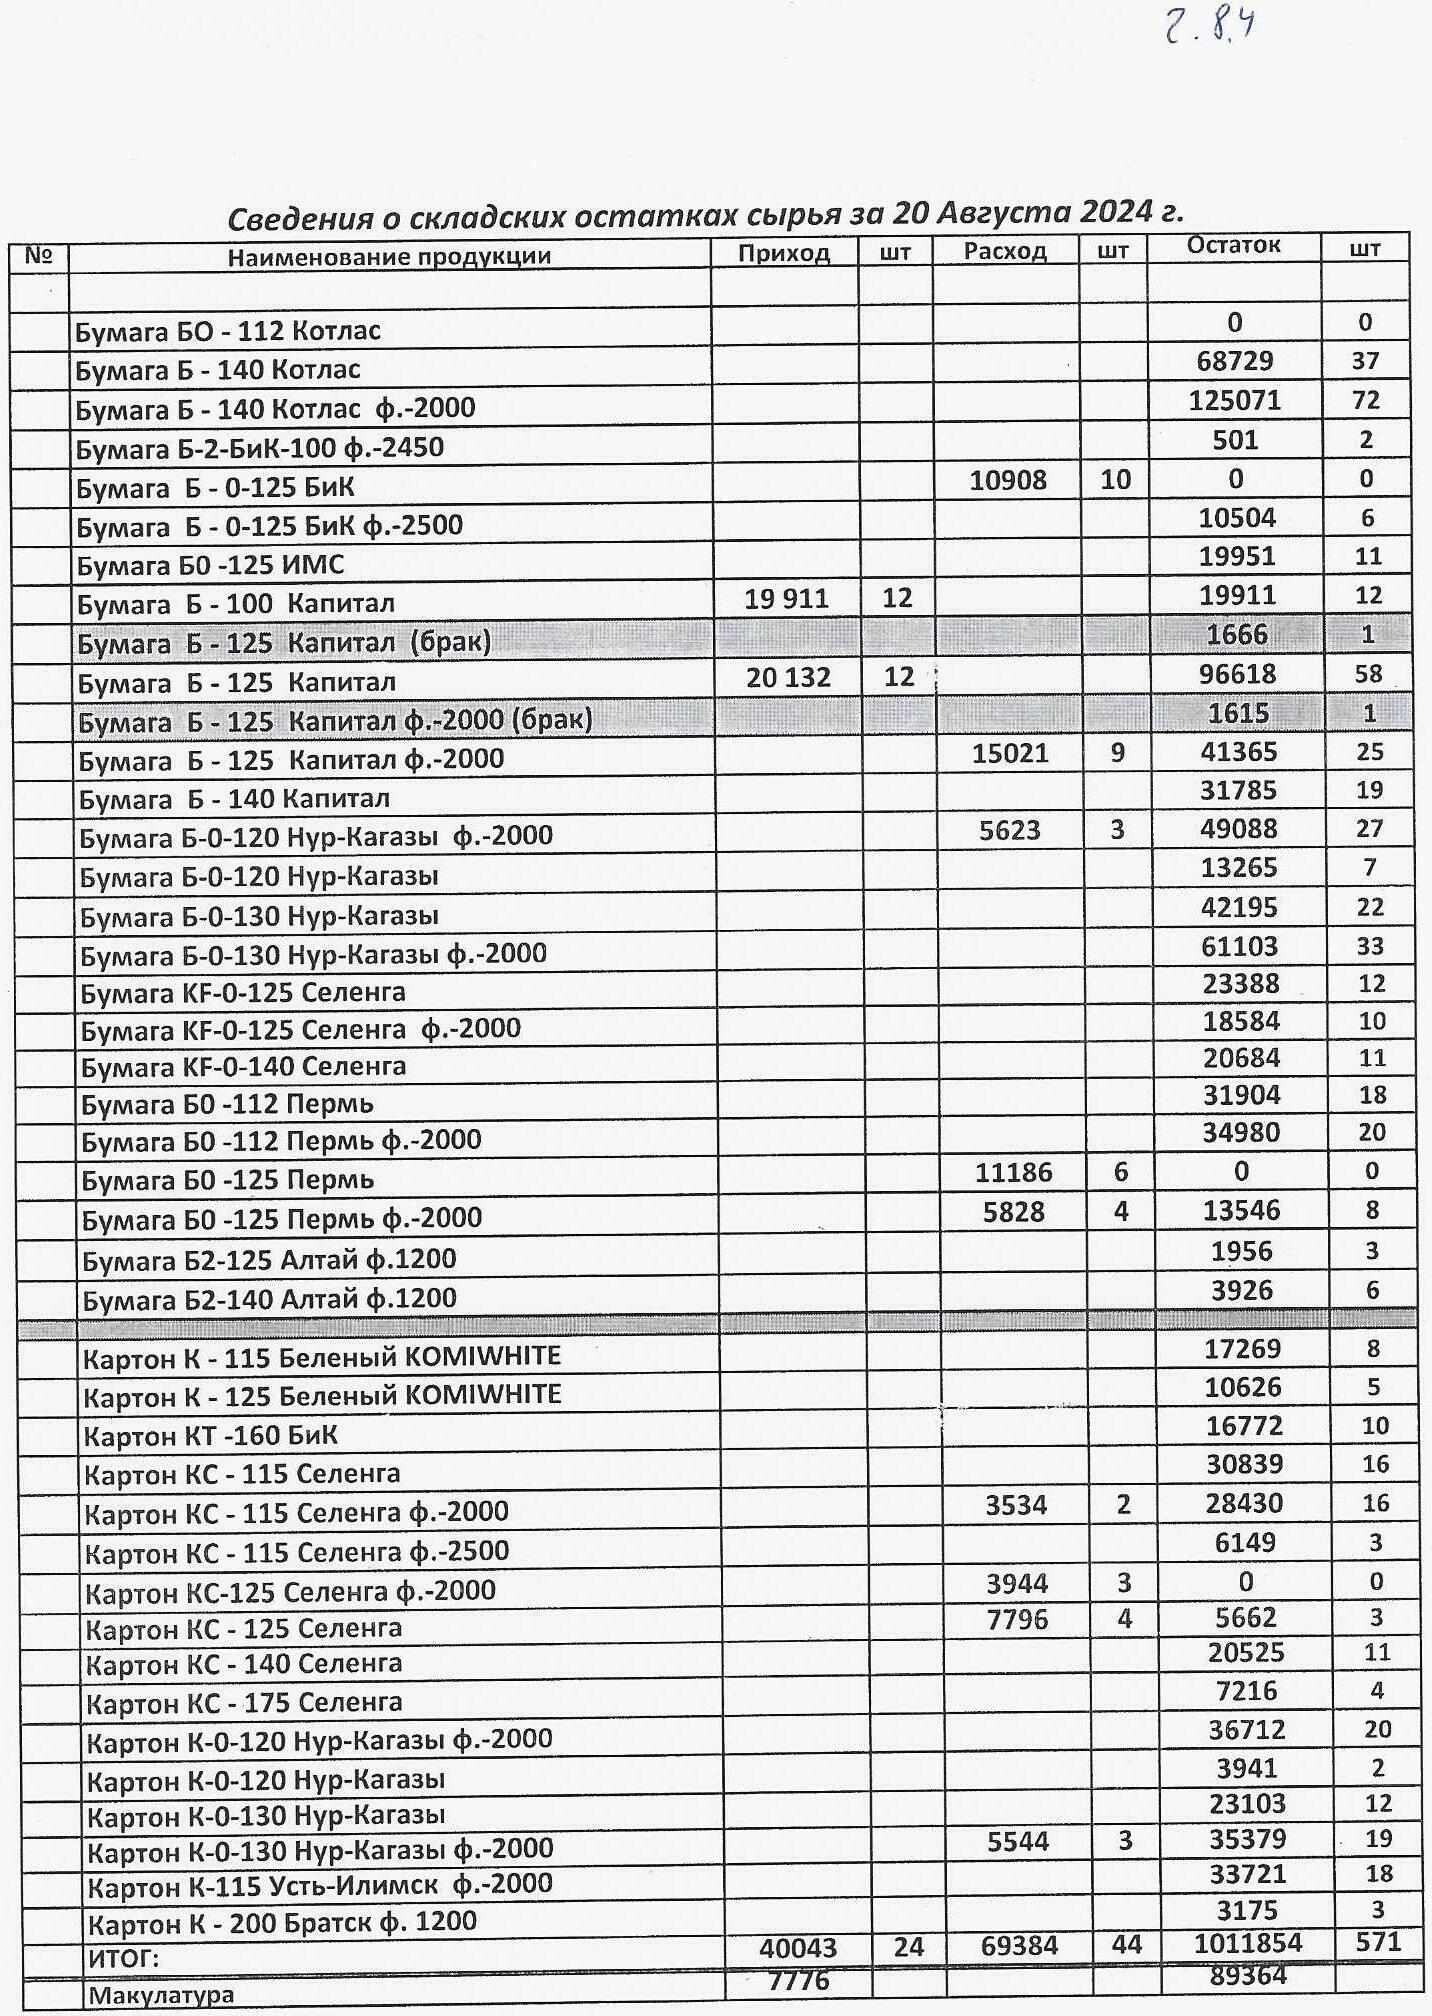 2.8.4
Сведения о складских остатках сырья за 20 Августа 2024 г.
№ Наименование продукции Приход шт Расход шт Остаток шт
Бумага БО - 112 Котлас 0 0
Бумага Б - 140 Котлас 68729 37
Бумага Б - 140 Котлас ф.-2000 125071 72
Бумага Б-2-БиК-100 ф.-2450 501 2
Бумага Б - 0-125 БиК 10908 10 0 0
Бумага Б - 0-125 БиК ф.-2500 10504 6
Бумага Б0 -125 ИМС 19951 11
Бумага Б - 100 Капитал 19 911 12 19911 12
Бумага Б - 125 Капитал (брак) 1666 1
Бумага Б - 125 Капитал 20 132 12 96618 58
Бумага Б - 125 Капитал ф.-2000 (брак) 1615 1
Бумага Б - 125 Капитал ф.-2000 15021 9 41365 25
Бумага Б - 140 Капитал 31785 19
Бумага Б-0-120 Нур-Кагазы ф.-2000 5623 3 49088 27
Бумага Б-0-120 Нур-Кагазы 13265 7
Бумага Б-0-130 Нур-Кагазы 42195 22
Бумага Б-0-130 Нур-Кагазы ф.-2000 61103 33
Бумага KF-0-125 Селенга 23388 12
Бумага KF-0-125 Селенга ф.-2000 18584 10
Бумага KF-0-140 Селенга 20684 11
Бумага Б0 -112 Пермь 31904 18
Бумага Б0 -112 Пермь ф.-2000 34980 20
Бумага Б0 -125 Пермь 11186 6 0 0
Бумага Б0 -125 Пермь ф.-2000 5828 4 13546 8
Бумага Б2-125 Алтай ф.1200 1956 3
Бумага Б2-140 Алтай ф.1200 3926 6
Картон К - 115 Беленый KOMIWHITE 17269 8
Картон К - 125 Беленый KOMIWHITE 10626 5
Картон КТ -160 БиК 16772 10
Картон КС - 115 Селенга 30839 16
Картон КС - 115 Селенга ф.-2000 3534 2 28430 16
Картон КС - 115 Селенга ф.-2500 6149 3
Картон КС-125 Селенга ф.-2000 3944 3 0 0
Картон КС - 125 Селенга 7796 4 5662 3
Картон КС - 140 Селенга 20525 11
Картон КС - 175 Селенга 7216 4
Картон К-0-120 Нур-Кагазы ф.-2000 36712 20
Картон К-0-120 Нур-Кагазы 3941 2
Картон К-0-130 Нур-Кагазы 23103 12
Картон К-0-130 Нур-Кагазы ф.-2000 5544 3 35379 19
Картон К-115 Усть-Илимск ф.-2000 33721 18
Картон К - 200 Братск ф. 1200 3175 3
ИТОГ: 40043 24 69384 44 1011854 571
Макулатура 7776 89364